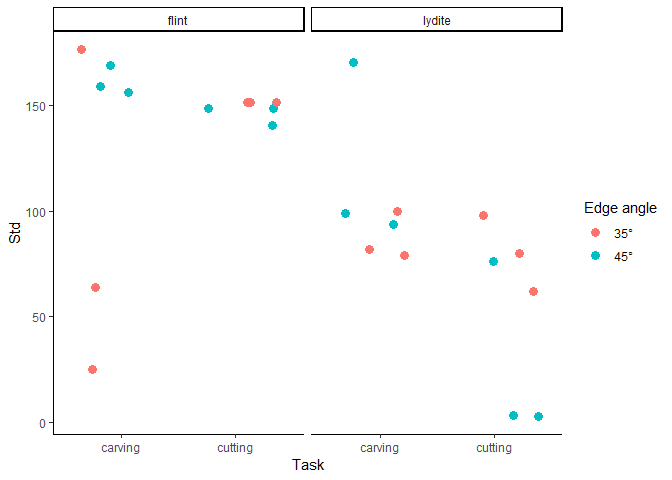 flint
lydite
150
100
50
0
Std
carving
cutting
carving
cutting
Task
Edge angle
35°
45°